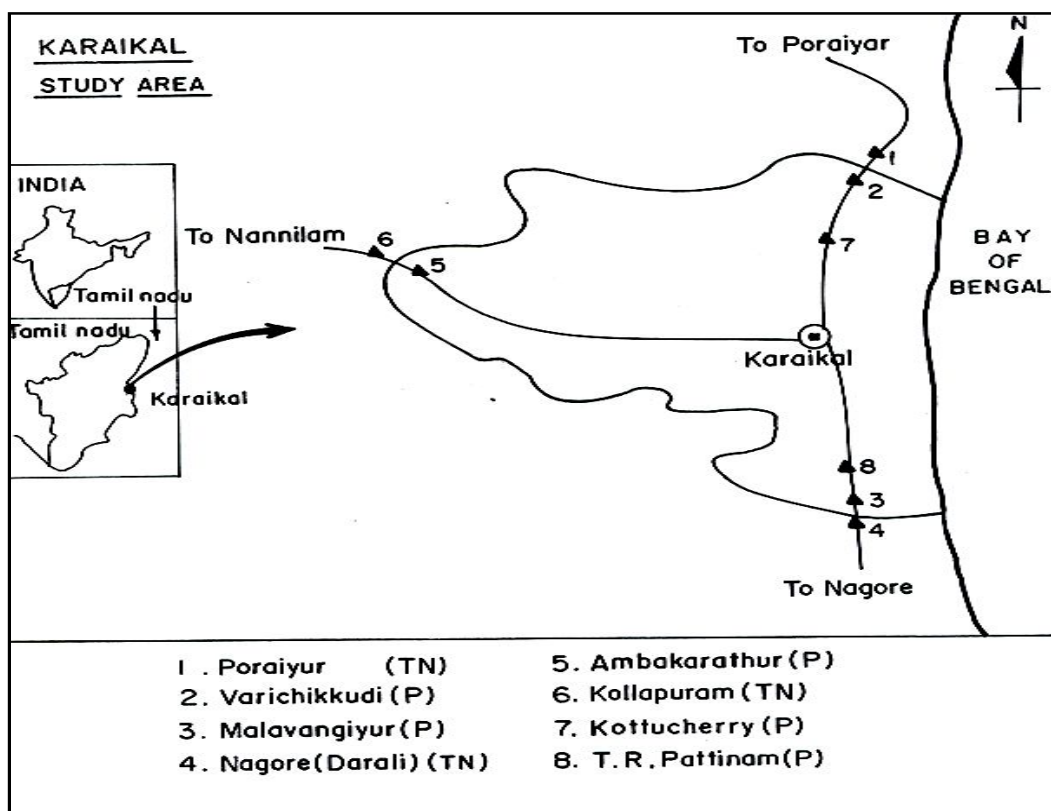 KARAIKAL
STUDY AREA
To Poraiyar
N
1
2
INDIA
To Nannilam
6
5
7
BAY
OF
BENGAL
Tamil nadu
Tamil nadu
Karaikal
Karaikal
8
3
4
To Nagore
1 . Poraiyur (TN)
2. Varichikkudi (P)
3. Malavangiyur (P)
4. Nagore (Darali) (TN)
5. Ambakarathur (P)
6. Kollapuram (TN)
7. Kottucherry (P)
8. T.R. Pattinam (P)